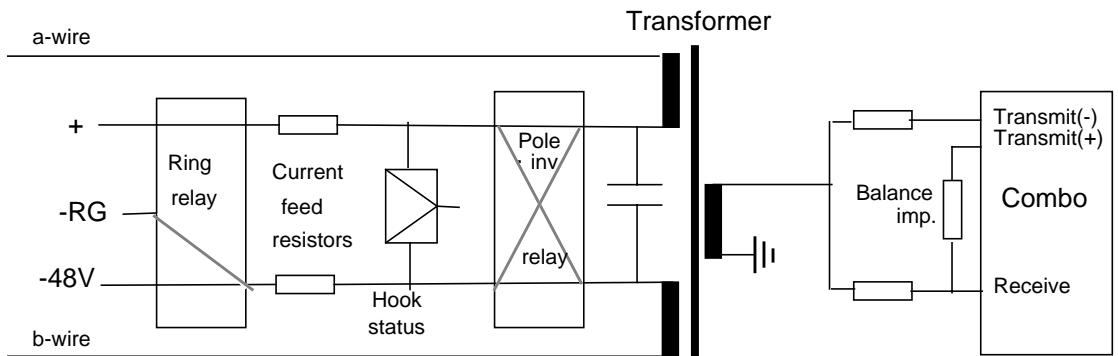 Transformer
a-wire
+
Ring
relay
-RG
-48V
b-wire
Current
feed
resistors
Hook
status
Pole
inv
relay
Transmit(-)
Transmit(+)
Balance
imp.
Combo
Receive